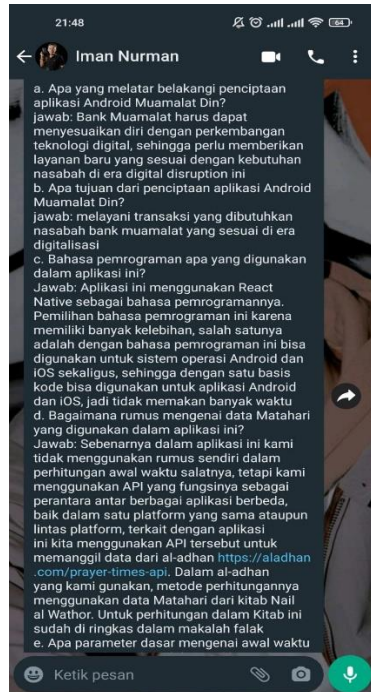 21:48
64
Iman Nurman
a. Apa yang melatar belakangi penciptaan
aplikasi Android Muamalat Din?
jawab: Bank Muamalat harus dapat
menyesuaikan diri dengan perkembangan
teknologi digital, sehingga perlu memberikan
layanan baru yang sesuai dengan kebutuhan
nasabah di era digital disruption ini
b. Apa tujuan dari penciptaan aplikasi Android
Muamalat Din?
jawab: melayani transaksi yang dibutuhkan
nasabah bank muamalat yang sesuai di era
digitalisasi
c. Bahasa pemrograman apa yang digunakan
dalam aplikasi ini?
Jawab: Aplikasi ini menggunakan React
Native sebagai bahasa pemrogramannya.
Pemilihan bahasa pemrograman ini karena
memiliki banyak kelebihan, salah satunya
adalah dengan bahasa pemrograman ini bisa
digunakan untuk sistem operasi Android dan
iOS sekaligus, sehingga dengan satu basis
kode bisa digunakan untuk aplikasi Android
dan iOS, jadi tidak memakan banyak waktu
d. Bagaimana rumus mengenai data Matahari
yang digunakan dalam aplikasi ini?
Jawab: Sebenarnya dalam aplikasi ini kami
tidak menggunakan rumus sendiri dalam
perhitungan awal waktu salatnya, tetapi kami
menggunakan API yang fungsinya sebagai
perantara antar berbagai aplikasi berbeda,
baik dalam satu platform yang sama ataupun
lintas platform, terkait dengan aplikasi
ini kita menggunakan API tersebut untuk
memanggil data dari al-adhan https://aladhan
.com/prayer-times-api. Dalam al-adhan
yang kami gunakan, metode perhitungannya
menggunakan data Matahari dari kitab Nail
al Wathor. Untuk perhitungan dalam Kitab ini
sudah di ringkas dalam makalah falak
e. Apa parameter dasar mengenai awal waktu
Ketik pesan